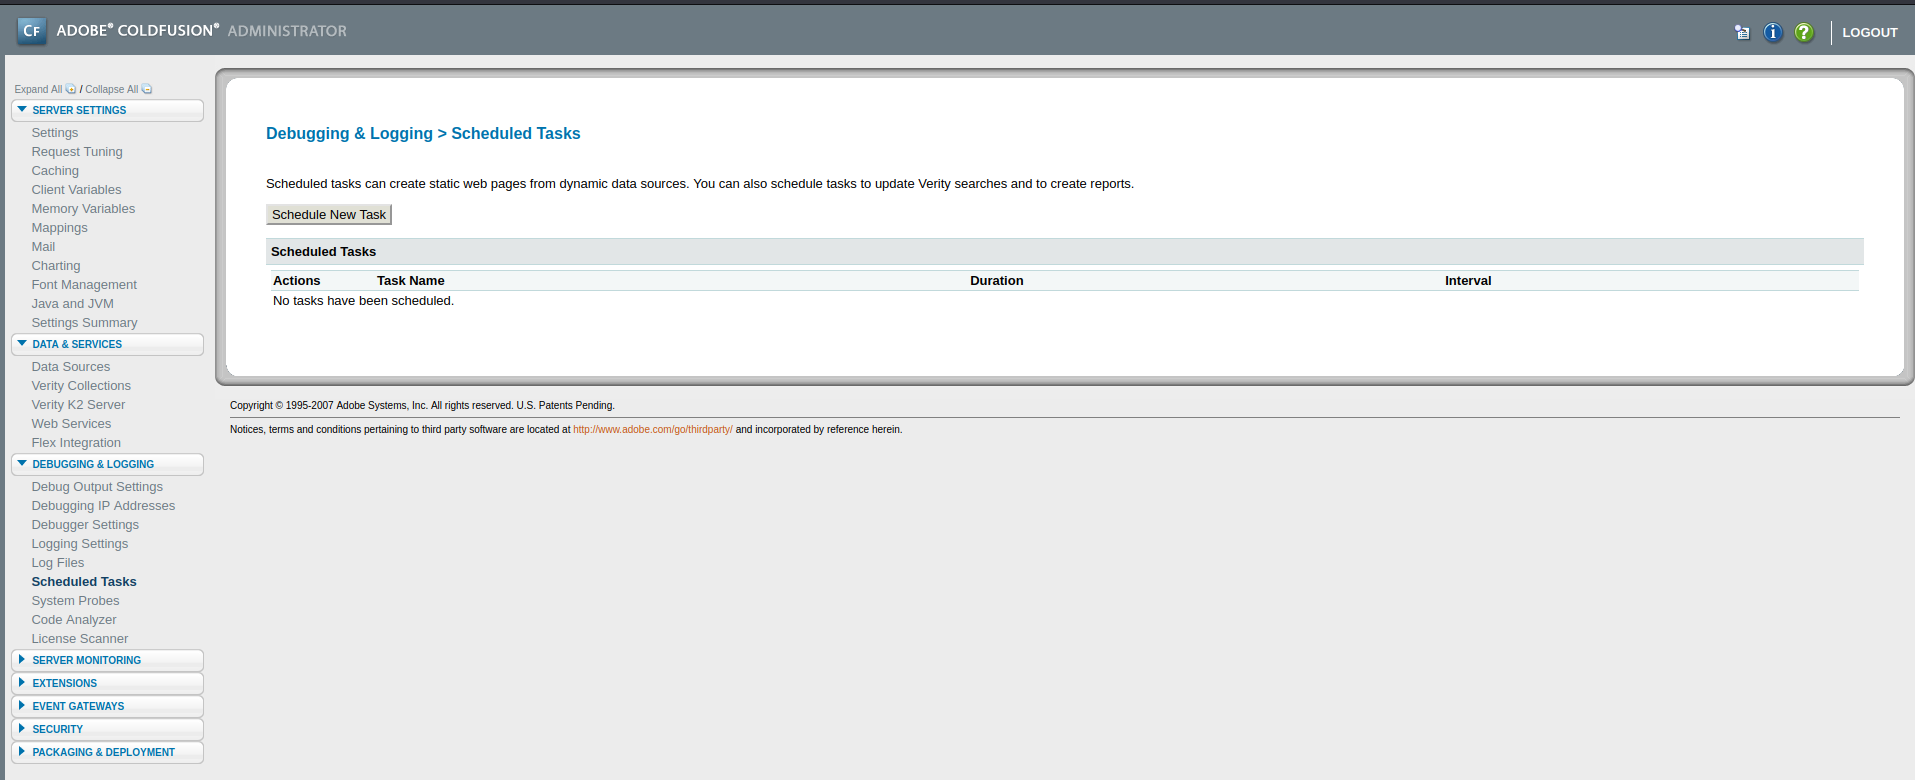 CF ADOBE® COLDFUSION® ADMINISTRATOR
LOGOUT
Expand All / Collapse All
SERVER SETTINGS
Settings
Request Tuning
Caching
Client Variables
Memory Variables
Mappings
Mail
Charting
Font Management
Java and JVM
Settings Summary
DATA & SERVICES
Data Sources
Verity Collections
Verity K2 Server
Web Services
Flex Integration
DEBUGGING & LOGGING
Debug Output Settings
Debugging IP Addresses
Debugger Settings
Logging Settings
Log Files
Scheduled Tasks
System Probes
Code Analyzer
License Scanner
SERVER MONITORING
EXTENSIONS
EVENT GATEWAYS
SECURITY
PACKAGING & DEPLOYMENT
Debugging & Logging > Scheduled Tasks
Scheduled tasks can create static web pages from dynamic data sources. You can also schedule tasks to update Verity searches and to create reports.
Schedule New Task
Scheduled Tasks
Actions Task Name Duration Interval
No tasks have been scheduled.
Copyright © 1995-2007 Adobe Systems, Inc. All rights reserved. U.S. Patents Pending.
Notices, terms and conditions pertaining to third party software are located at http://www.adobe.com/go/thirdparty/ and incorporated by reference herein.